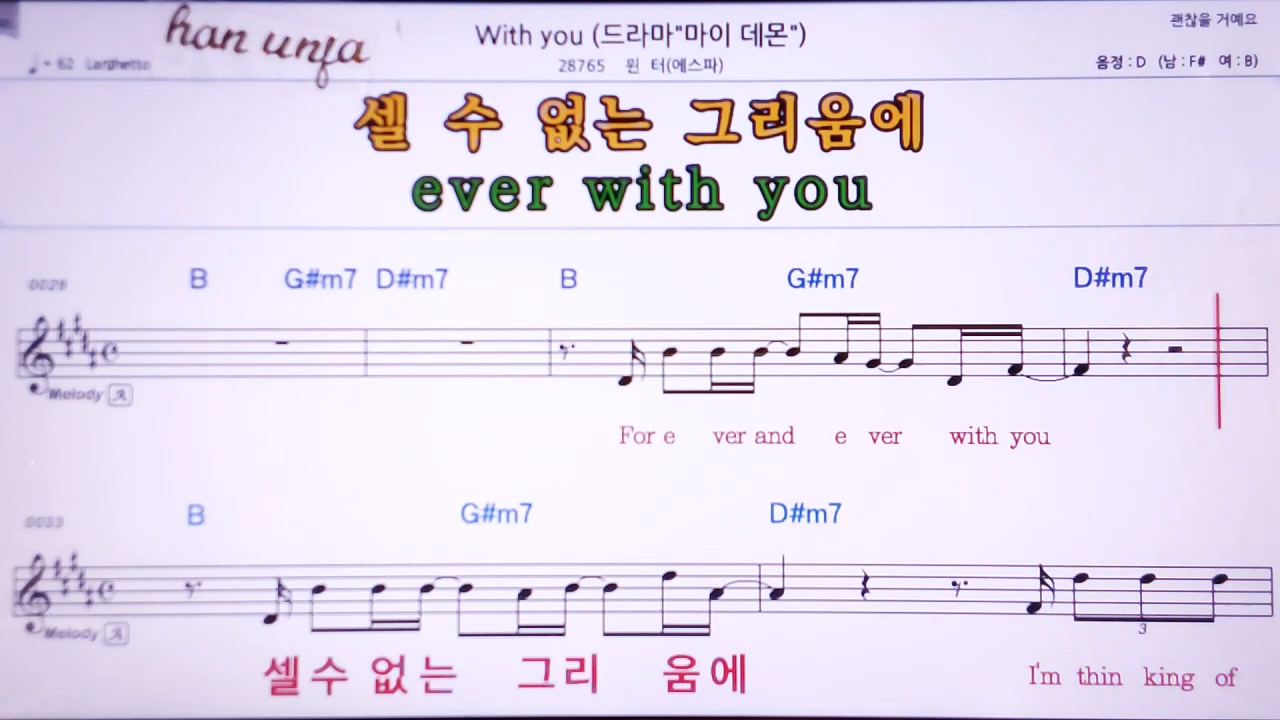 han unja
With you (드라마"마이 데몬")
괜찮을 거예요
♩= 62 Larghetto
28765 윈 터(에스파)
음정 : D (남 : F# 여 : B)
셀 수 없는 그리움에
ever with you
0029 B G#m7 D#m7 B G#m7 D#m7
Melody A
For e ver and e ver with you
0033 B G#m7 D#m7
3
Melody A
셀 수 없 는 그 리 움 에 I'm thin king of